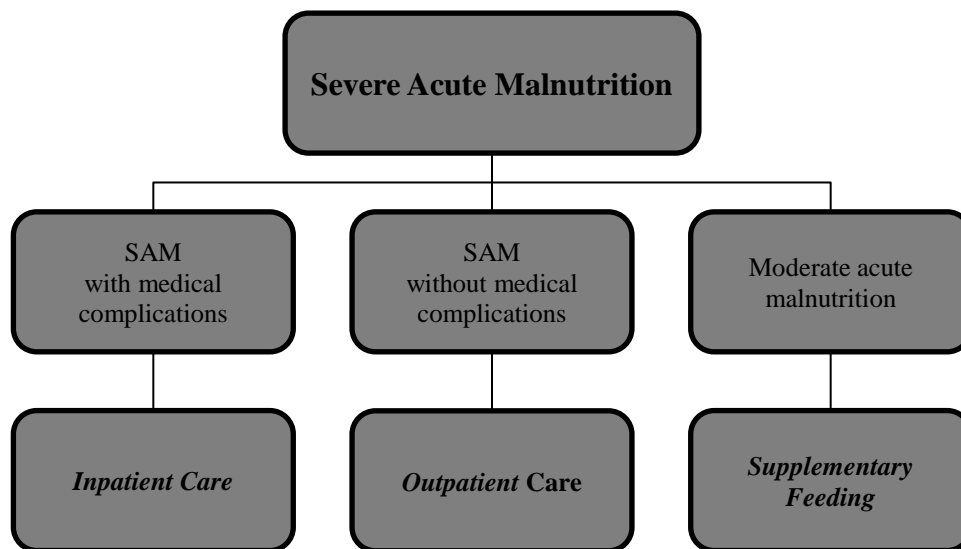 Severe Acute Malnutrition
SAM
with medical
complications
SAM
without medical
complications
Moderate acute
malnutrition
Inpatient Care
Outpatient Care
Supplementary
Feeding